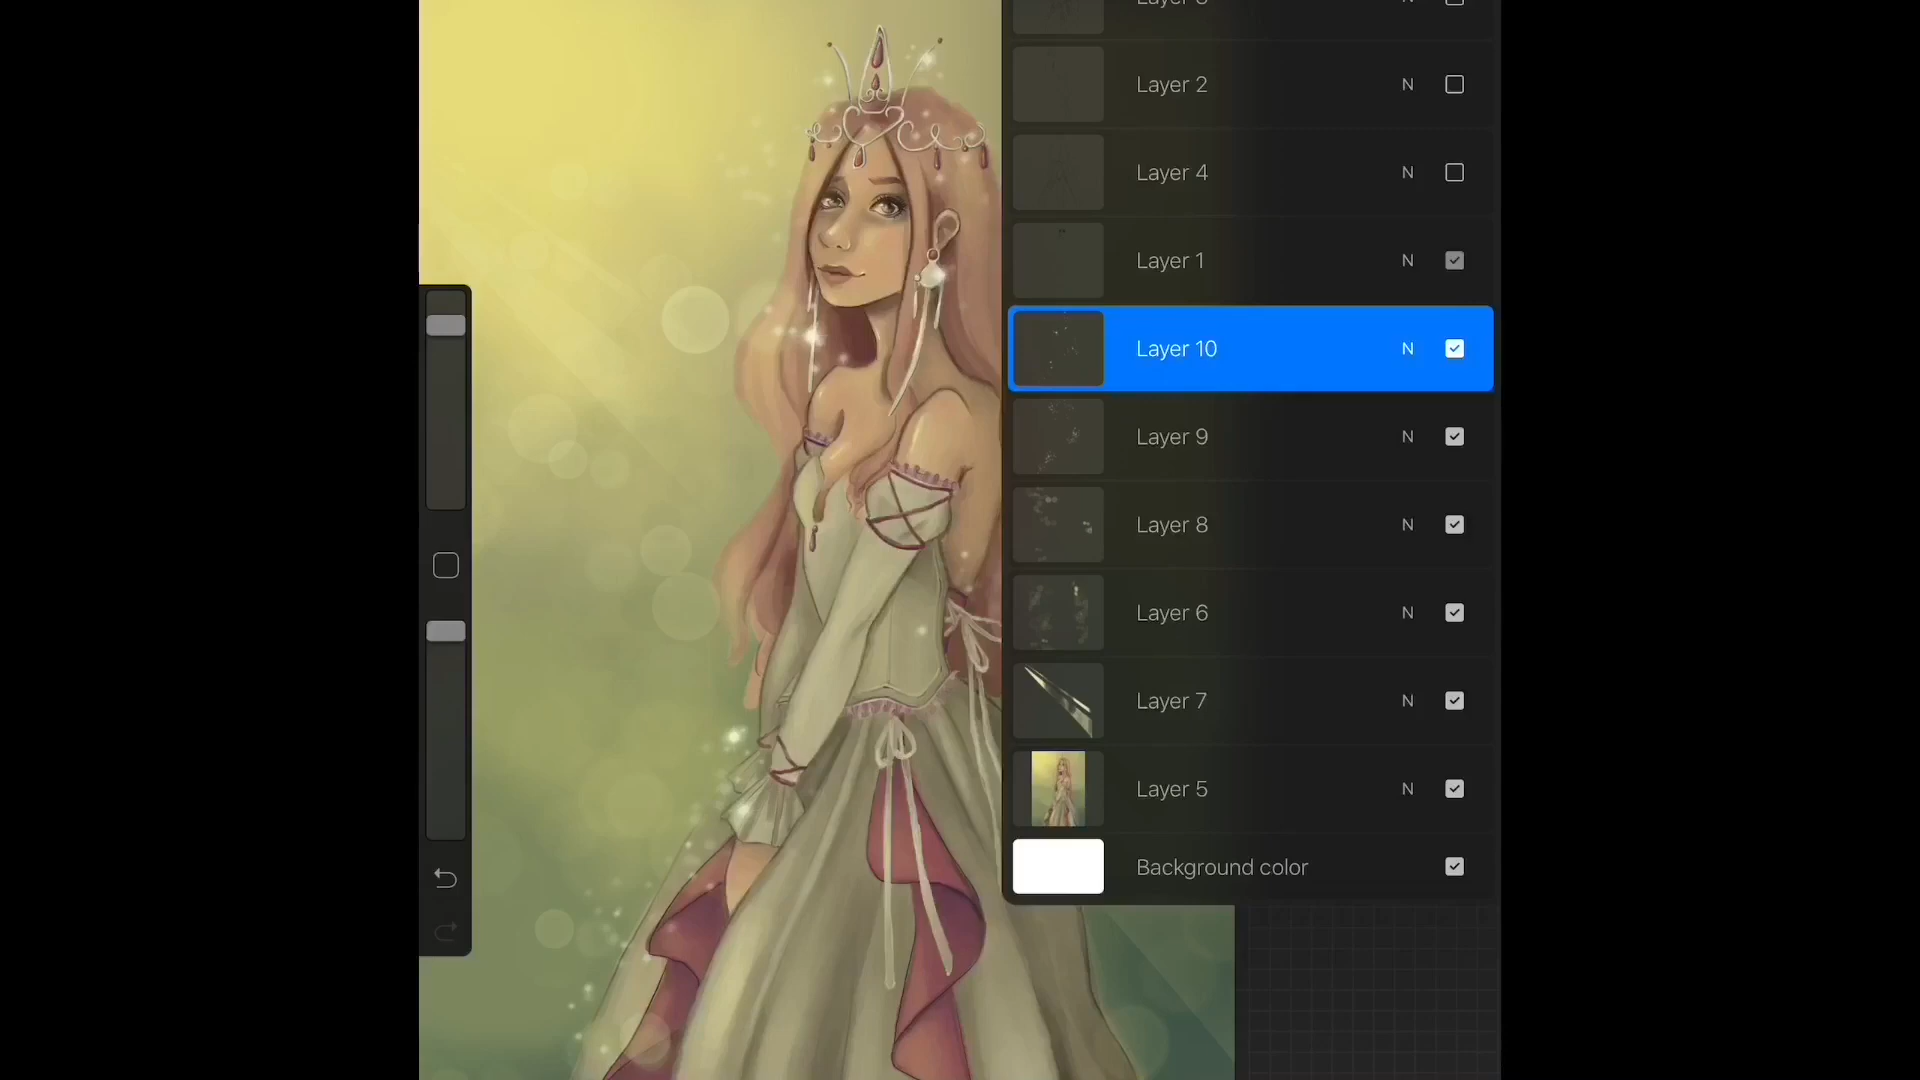 N
Layer 2 N
Layer 4 N
Layer 1 N
Layer 10 N
Layer 9 N
Layer 8 N
Layer 6 N
Layer 7 N
Layer 5 N
Background color